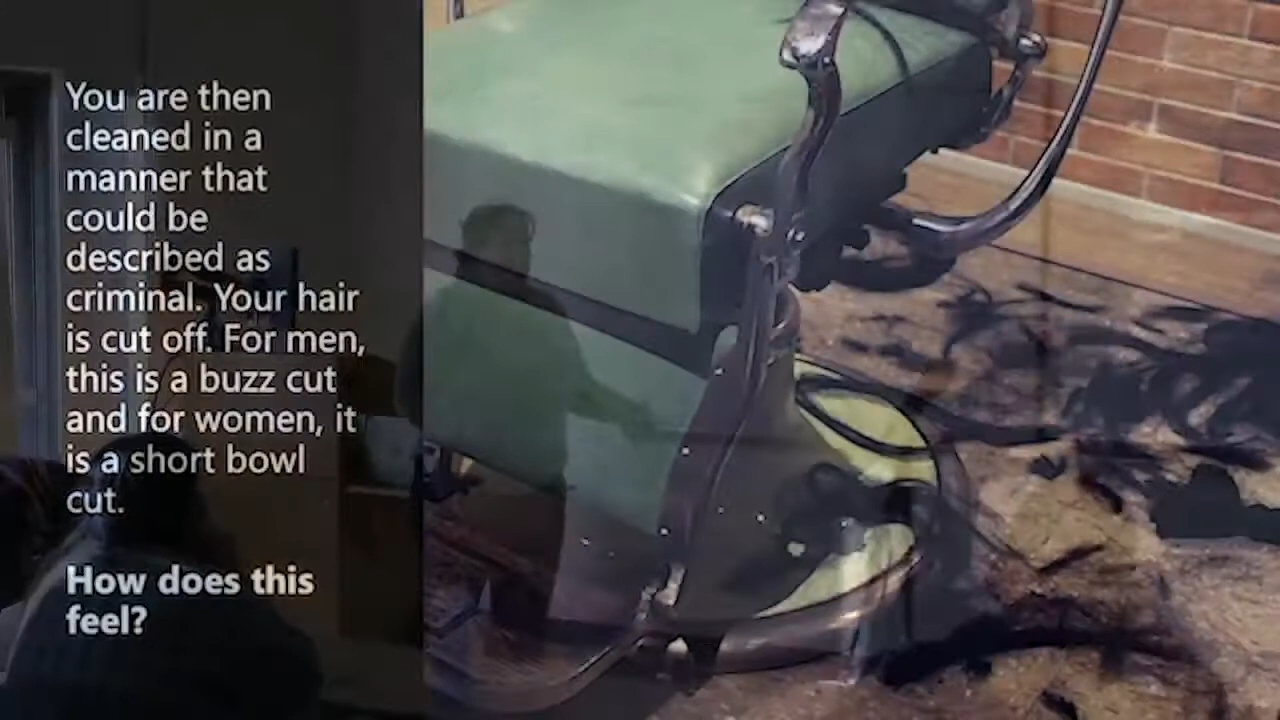 You are then
cleaned in a
manner that
could be
described as
criminal. Your hair
is cut off. For men,
this is a buzz cut
and for women, it
is a short bowl
cut.
How does this
feel?